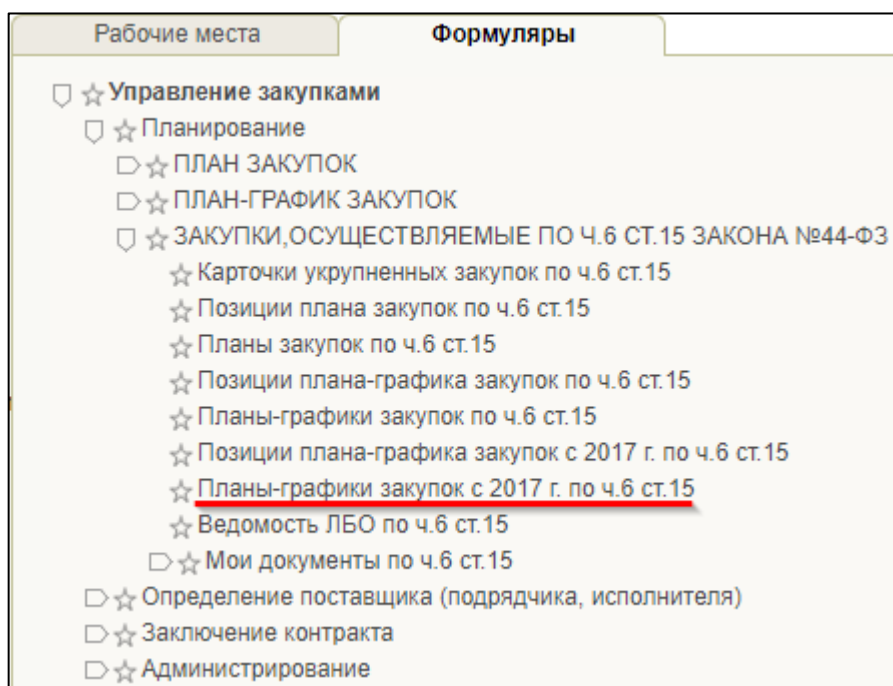 Рабочие места
Формуляры
Управление закупками
Планирование
ПЛАН ЗАКУПОК
ПЛАН-ГРАФИК ЗАКУПОК
ЗАКУПКИ,ОСУЩЕСТВЛЯЕМЫЕ ПО Ч.6 СТ.15 ЗАКОНА №44-ФЗ
Карточки укрупненных закупок по ч.6 ст.15
Позиции плана закупок по ч.6 ст.15
Планы закупок по ч.6 ст.15
Позиции плана-графика закупок по ч.6 ст.15
Планы-графики закупок по ч.6 ст.15
Позиции плана-графика закупок с 2017 г. по ч.6 ст.15
Планы-графики закупок с 2017 г. по ч.6 ст.15
Ведомость ЛБО по ч.6 ст.15
Мои документы по ч.6 ст.15
Определение поставщика (подрядчика, исполнителя)
Заключение контракта
Администрирование